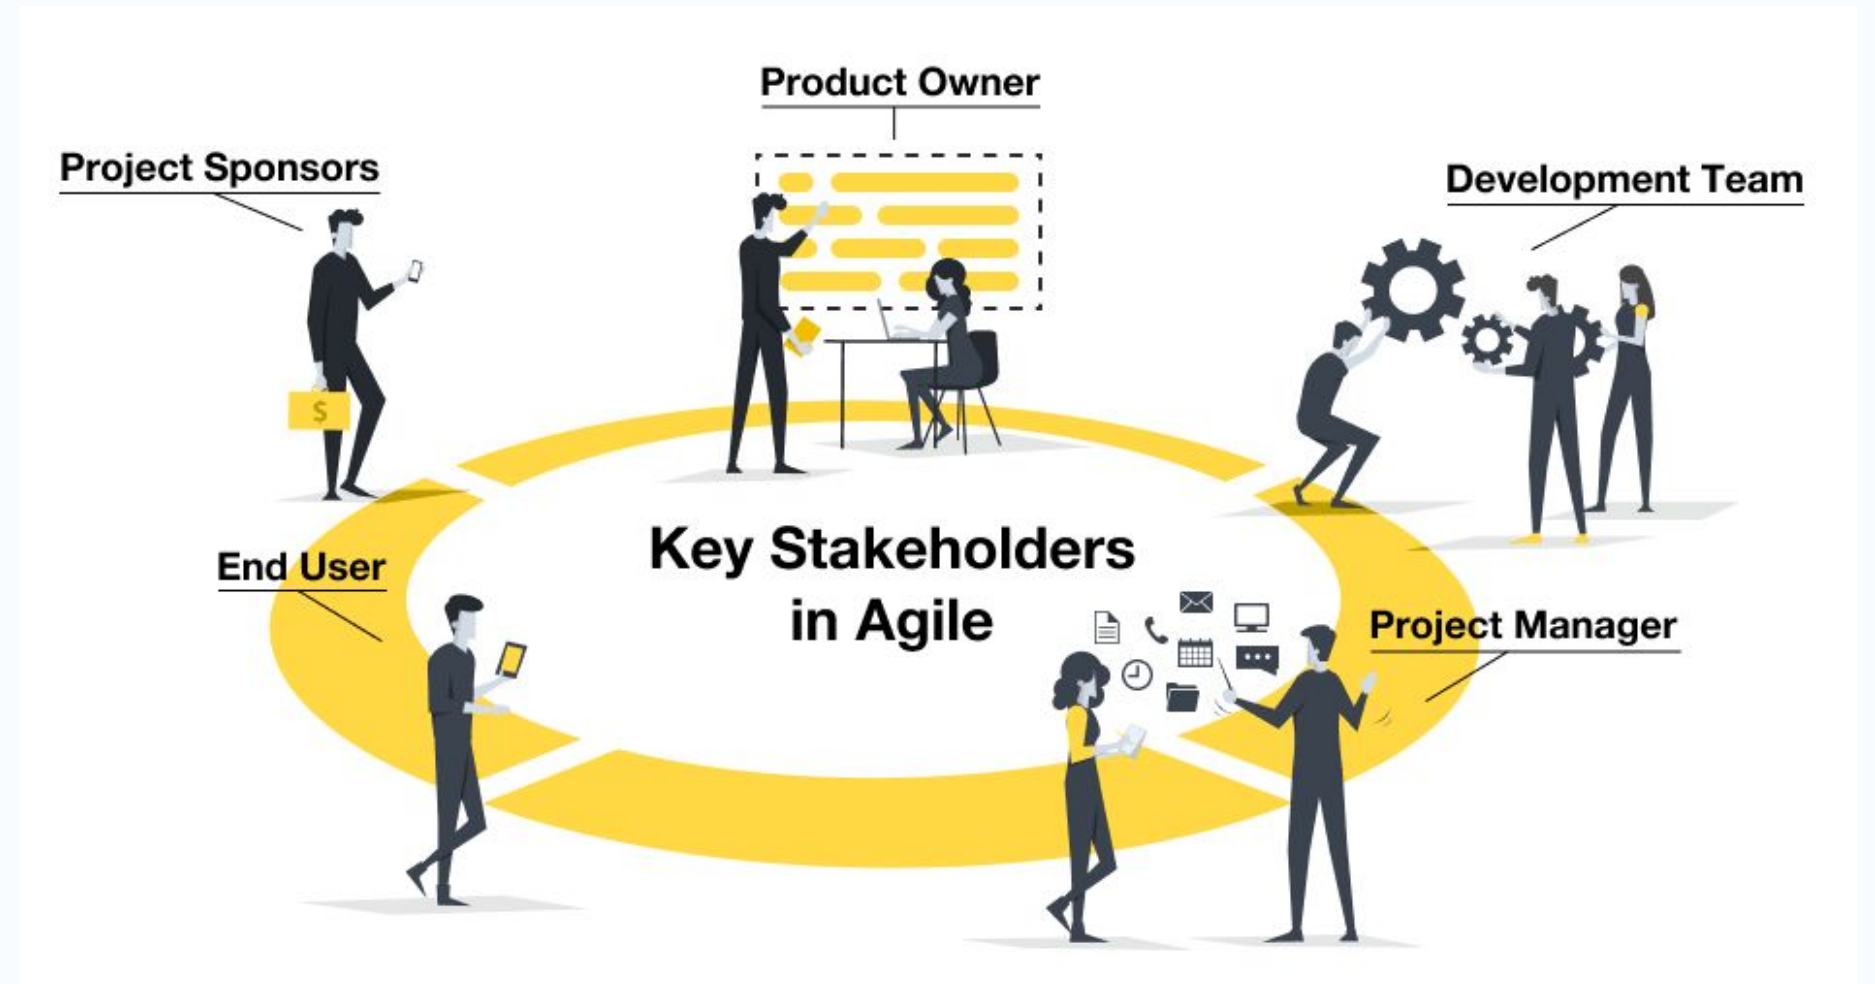 Product Owner
Project Sponsors
Development Team
$
Key Stakeholders
in Agile
End User
Project Manager